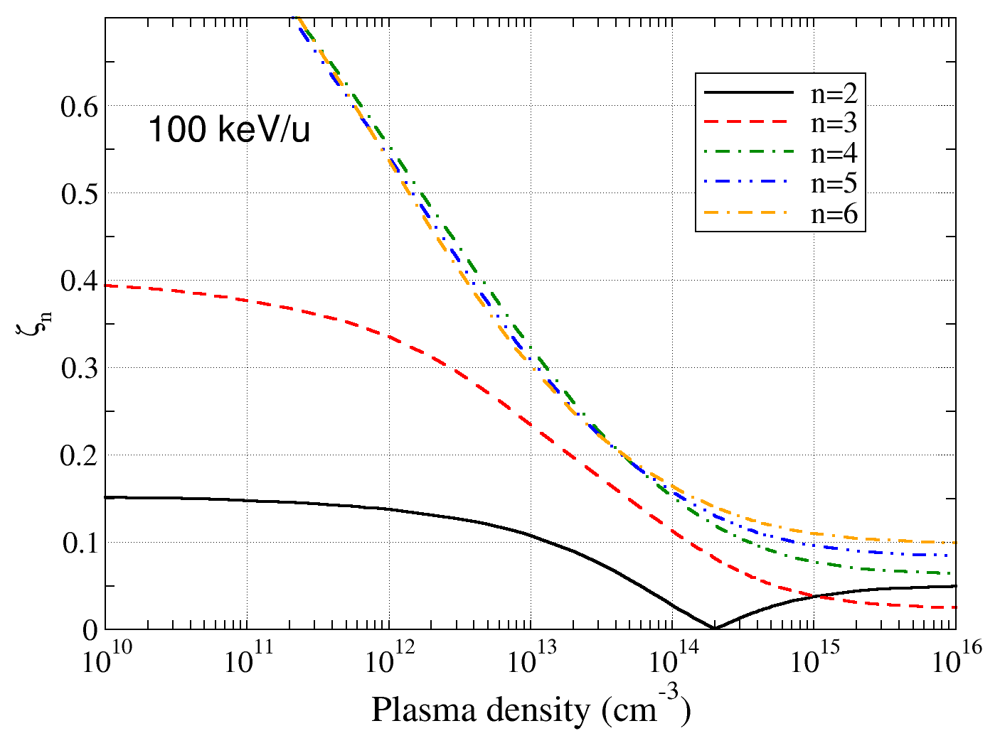 100 keV/u
n=2
n=3
n=4
n=5
n=6
0.6
0.5
0.4
0.3
0.2
0.1
0
ζn
10^10 10^11 10^12 10^13 10^14 10^15 10^16
Plasma density (cm^-3)